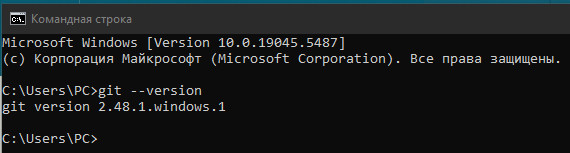 Командная строка
Microsoft Windows [Version 10.0.19045.5487]
(c) Корпорация Майкрософт (Microsoft Corporation). Все права защищены.
C:\Users\PC>git --version
git version 2.48.1.windows.1
C:\Users\PC>